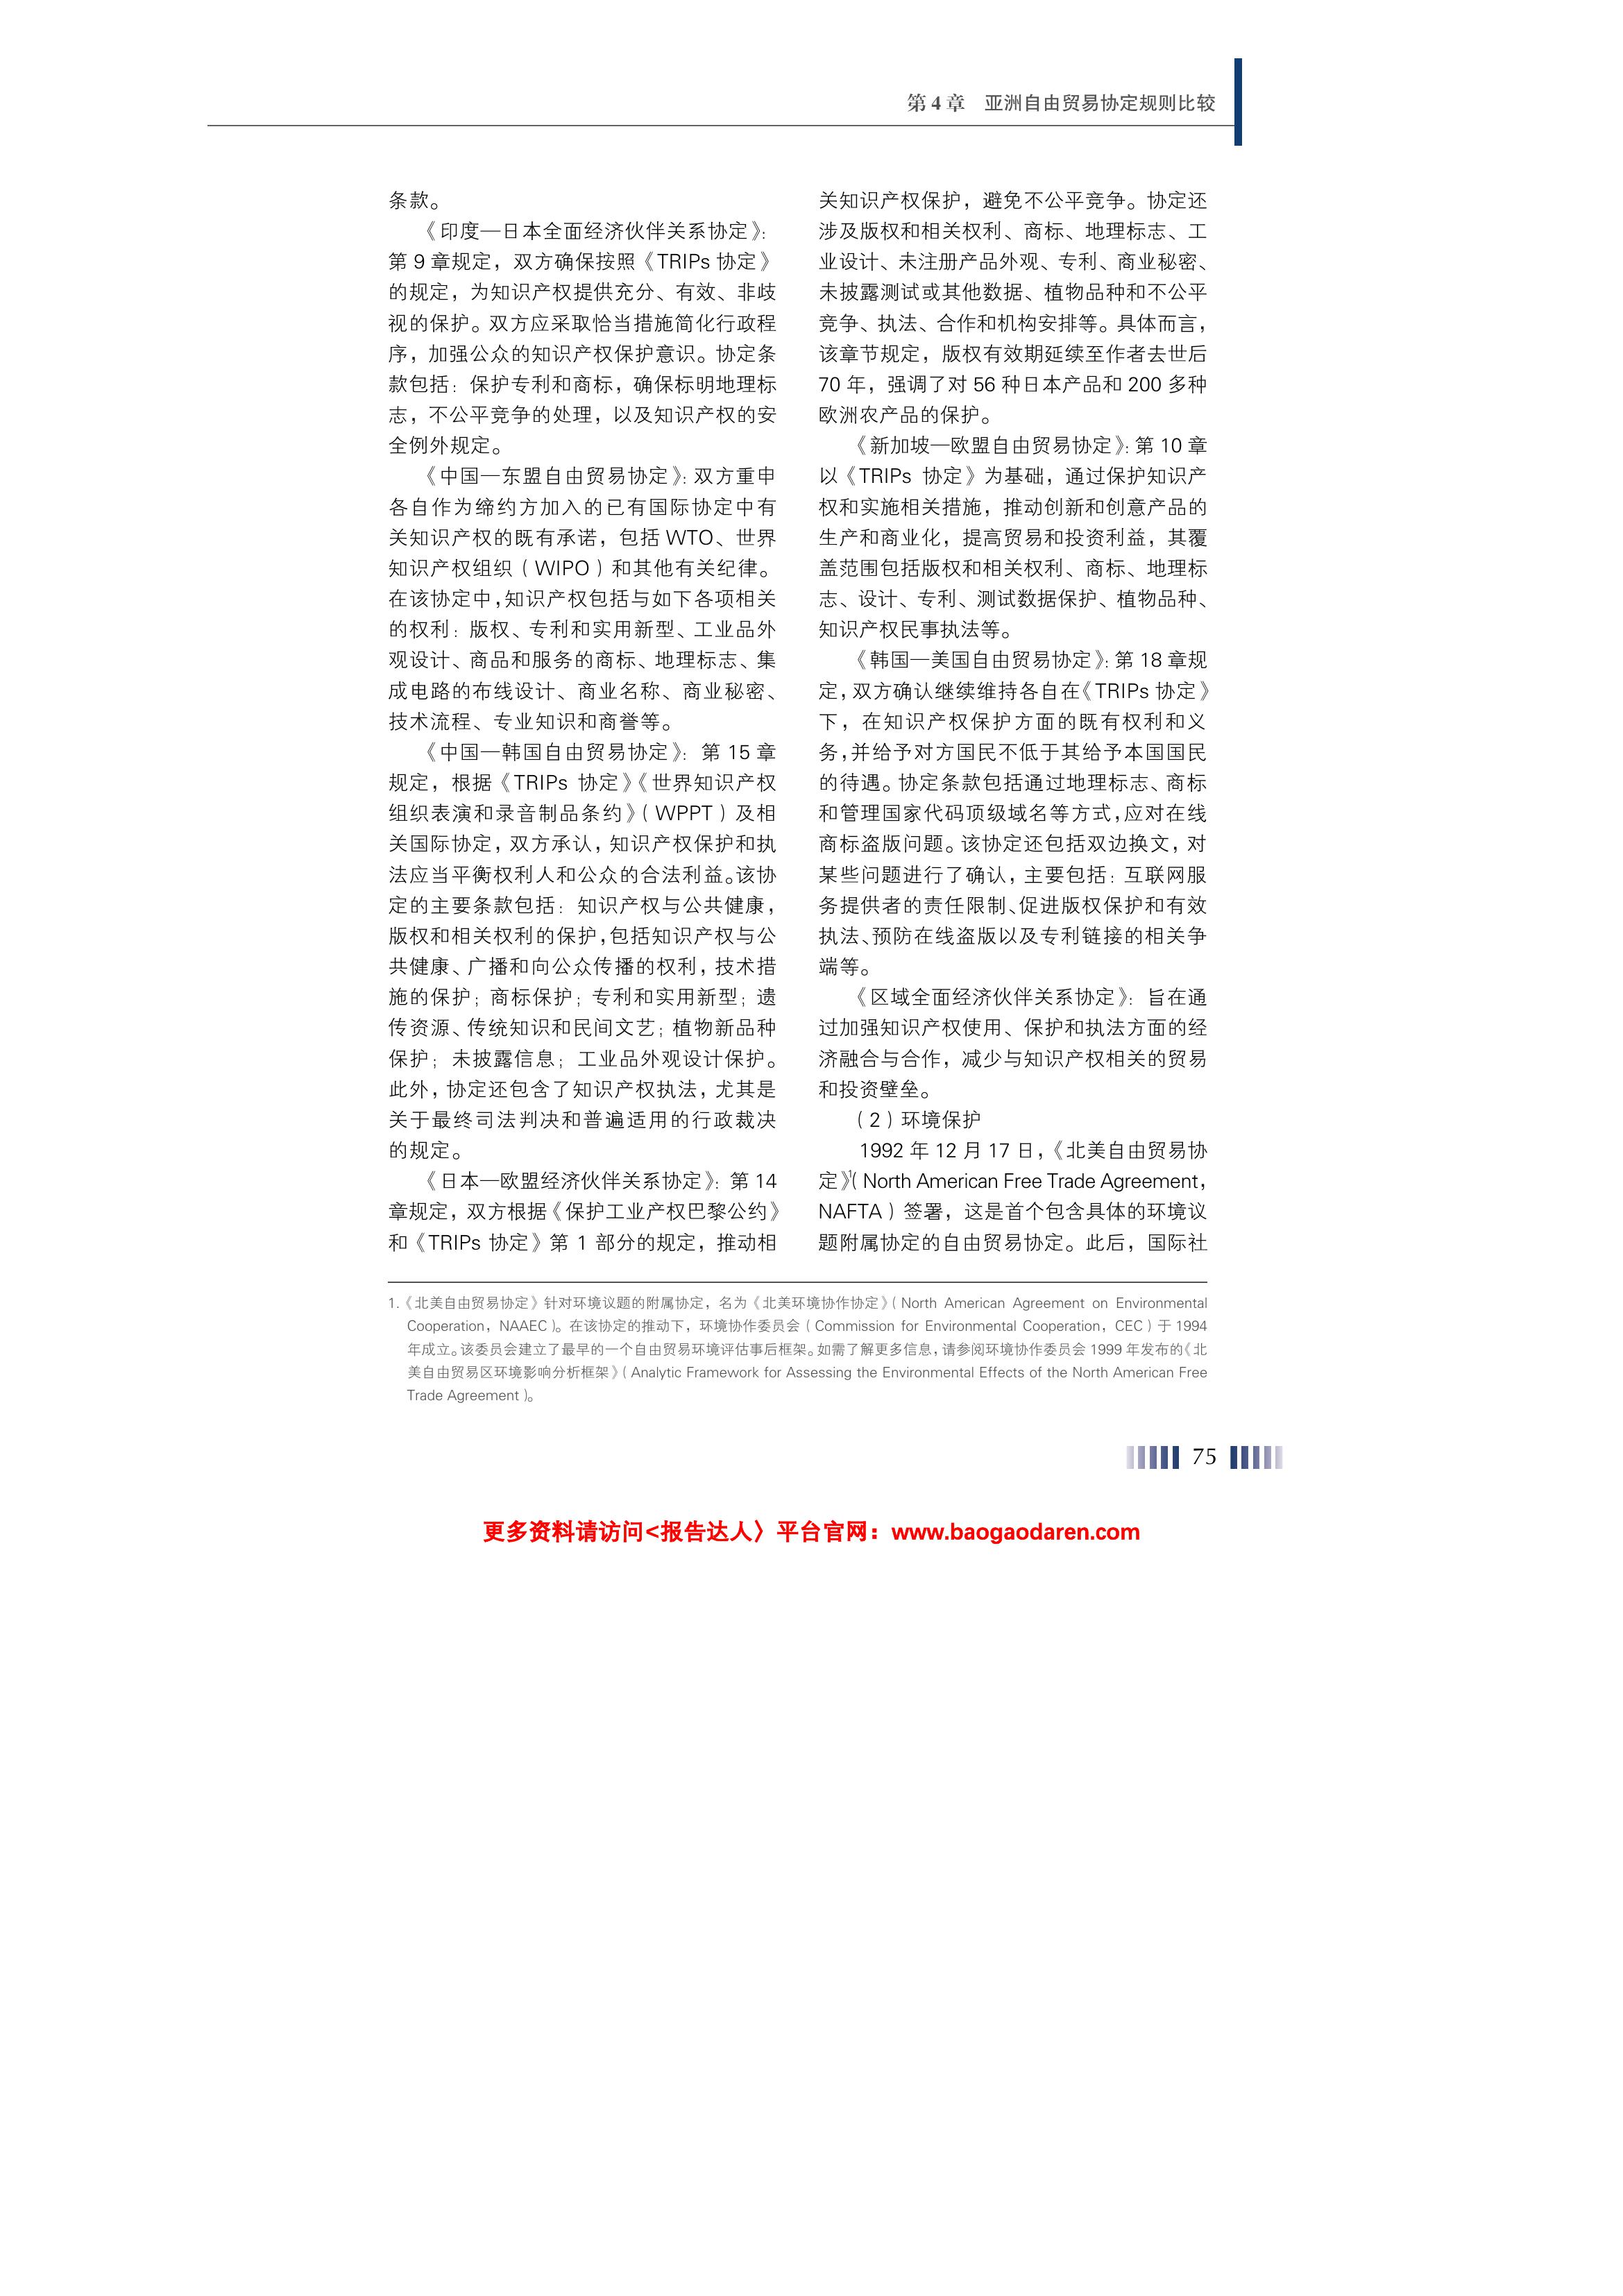 第 4 章　亚洲自由贸易协定规则比较
条款。
《印度—日本全面经济伙伴关系协定》：
第 9 章规定，双方确保按照《TRIPs 协定》
的规定，为知识产权提供充分、有效、非歧
视的保护。双方应采取恰当措施简化行政程
序，加强公众的知识产权保护意识。协定条
款包括：保护专利和商标，确保标明地理标
志，不公平竞争的处理，以及知识产权的安
全例外规定。
《中国—东盟自由贸易协定》：双方重申
各自作为缔约方加入的已有国际协定中有
关知识产权的既有承诺，包括 WTO、世界
知识产权组织（WIPO）和其他有关纪律。
在该协定中，知识产权包括与如下各项相关
的权利：版权、专利和实用新型、工业品外
观设计、商品和服务的商标、地理标志、集
成电路的布线设计、商业名称、商业秘密、
技术流程、专业知识和商誉等。
《中国—韩国自由贸易协定》：第 15 章
规定，根据《TRIPs 协定》《世界知识产权
组织表演和录音制品条约》（WPPT）及相
关国际协定，双方承认，知识产权保护和执
法应当平衡权利人和公众的合法利益。该协
定的主要条款包括：知识产权与公共健康，
版权和相关权利的保护，包括知识产权与公
共健康、广播和向公众传播的权利，技术措
施的保护；商标保护；专利和实用新型；遗
传资源、传统知识和民间文艺；植物新品种
保护；未披露信息；工业品外观设计保护。
此外，协定还包含了知识产权执法，尤其是
关于最终司法判决和普遍适用的行政裁决
的规定。
《日本—欧盟经济伙伴关系协定》：第 14
章规定，双方根据《保护工业产权巴黎公约》
和《TRIPs 协定》第 1 部分的规定，推动相
关知识产权保护，避免不公平竞争。协定还
涉及版权和相关权利、商标、地理标志、工
业设计、未注册产品外观、专利、商业秘密、
未披露测试或其他数据、植物品种和不公平
竞争、执法、合作和机构安排等。具体而言，
该章节规定，版权有效期延续至作者去世后
70 年，强调了对 56 种日本产品和 200 多种
欧洲农产品的保护。
《新加坡—欧盟自由贸易协定》：第 10 章
以《TRIPs 协定》为基础，通过保护知识产
权和实施相关措施，推动创新和创意产品的
生产和商业化，提高贸易和投资利益，其覆
盖范围包括版权和相关权利、商标、地理标
志、设计、专利、测试数据保护、植物品种、
知识产权民事执法等。
《韩国—美国自由贸易协定》：第 18 章规
定，双方确认继续维持各自在《TRIPs 协定》
下，在知识产权保护方面的既有权利和义
务，并给予对方国民不低于其给予本国国民
的待遇。协定条款包括通过地理标志、商标
和管理国家代码顶级域名等方式，应对在线
商标盗版问题。该协定还包括双边换文，对
某些问题进行了确认，主要包括：互联网服
务提供者的责任限制、促进版权保护和有效
执法、预防在线盗版以及专利链接的相关争
端等。
《区域全面经济伙伴关系协定》：旨在通
过加强知识产权使用、保护和执法方面的经
济融合与合作，减少与知识产权相关的贸易
和投资壁垒。
（2）环境保护
1992 年 12 月 17 日，《北美自由贸易协
定》¹（North American Free Trade Agreement，
NAFTA）签署，这是首个包含具体的环境议
题附属协定的自由贸易协定。此后，国际社
1.《北美自由贸易协定》针对环境议题的附属协定，名为《北美环境协作协定》（North American Agreement on Environmental
Cooperation，NAAEC）。在该协定的推动下，环境协作委员会（Commission for Environmental Cooperation，CEC）于 1994
年成立。该委员会建立了最早的一个自由贸易环境评估事后框架。如需了解更多信息，请参阅环境协作委员会 1999 年发布的《北
美自由贸易区环境影响分析框架》（Analytic Framework for Assessing the Environmental Effects of the North American Free
Trade Agreement）。
75
更多资料请访问<报告达人〉平台官网：www.baogaodaren.com